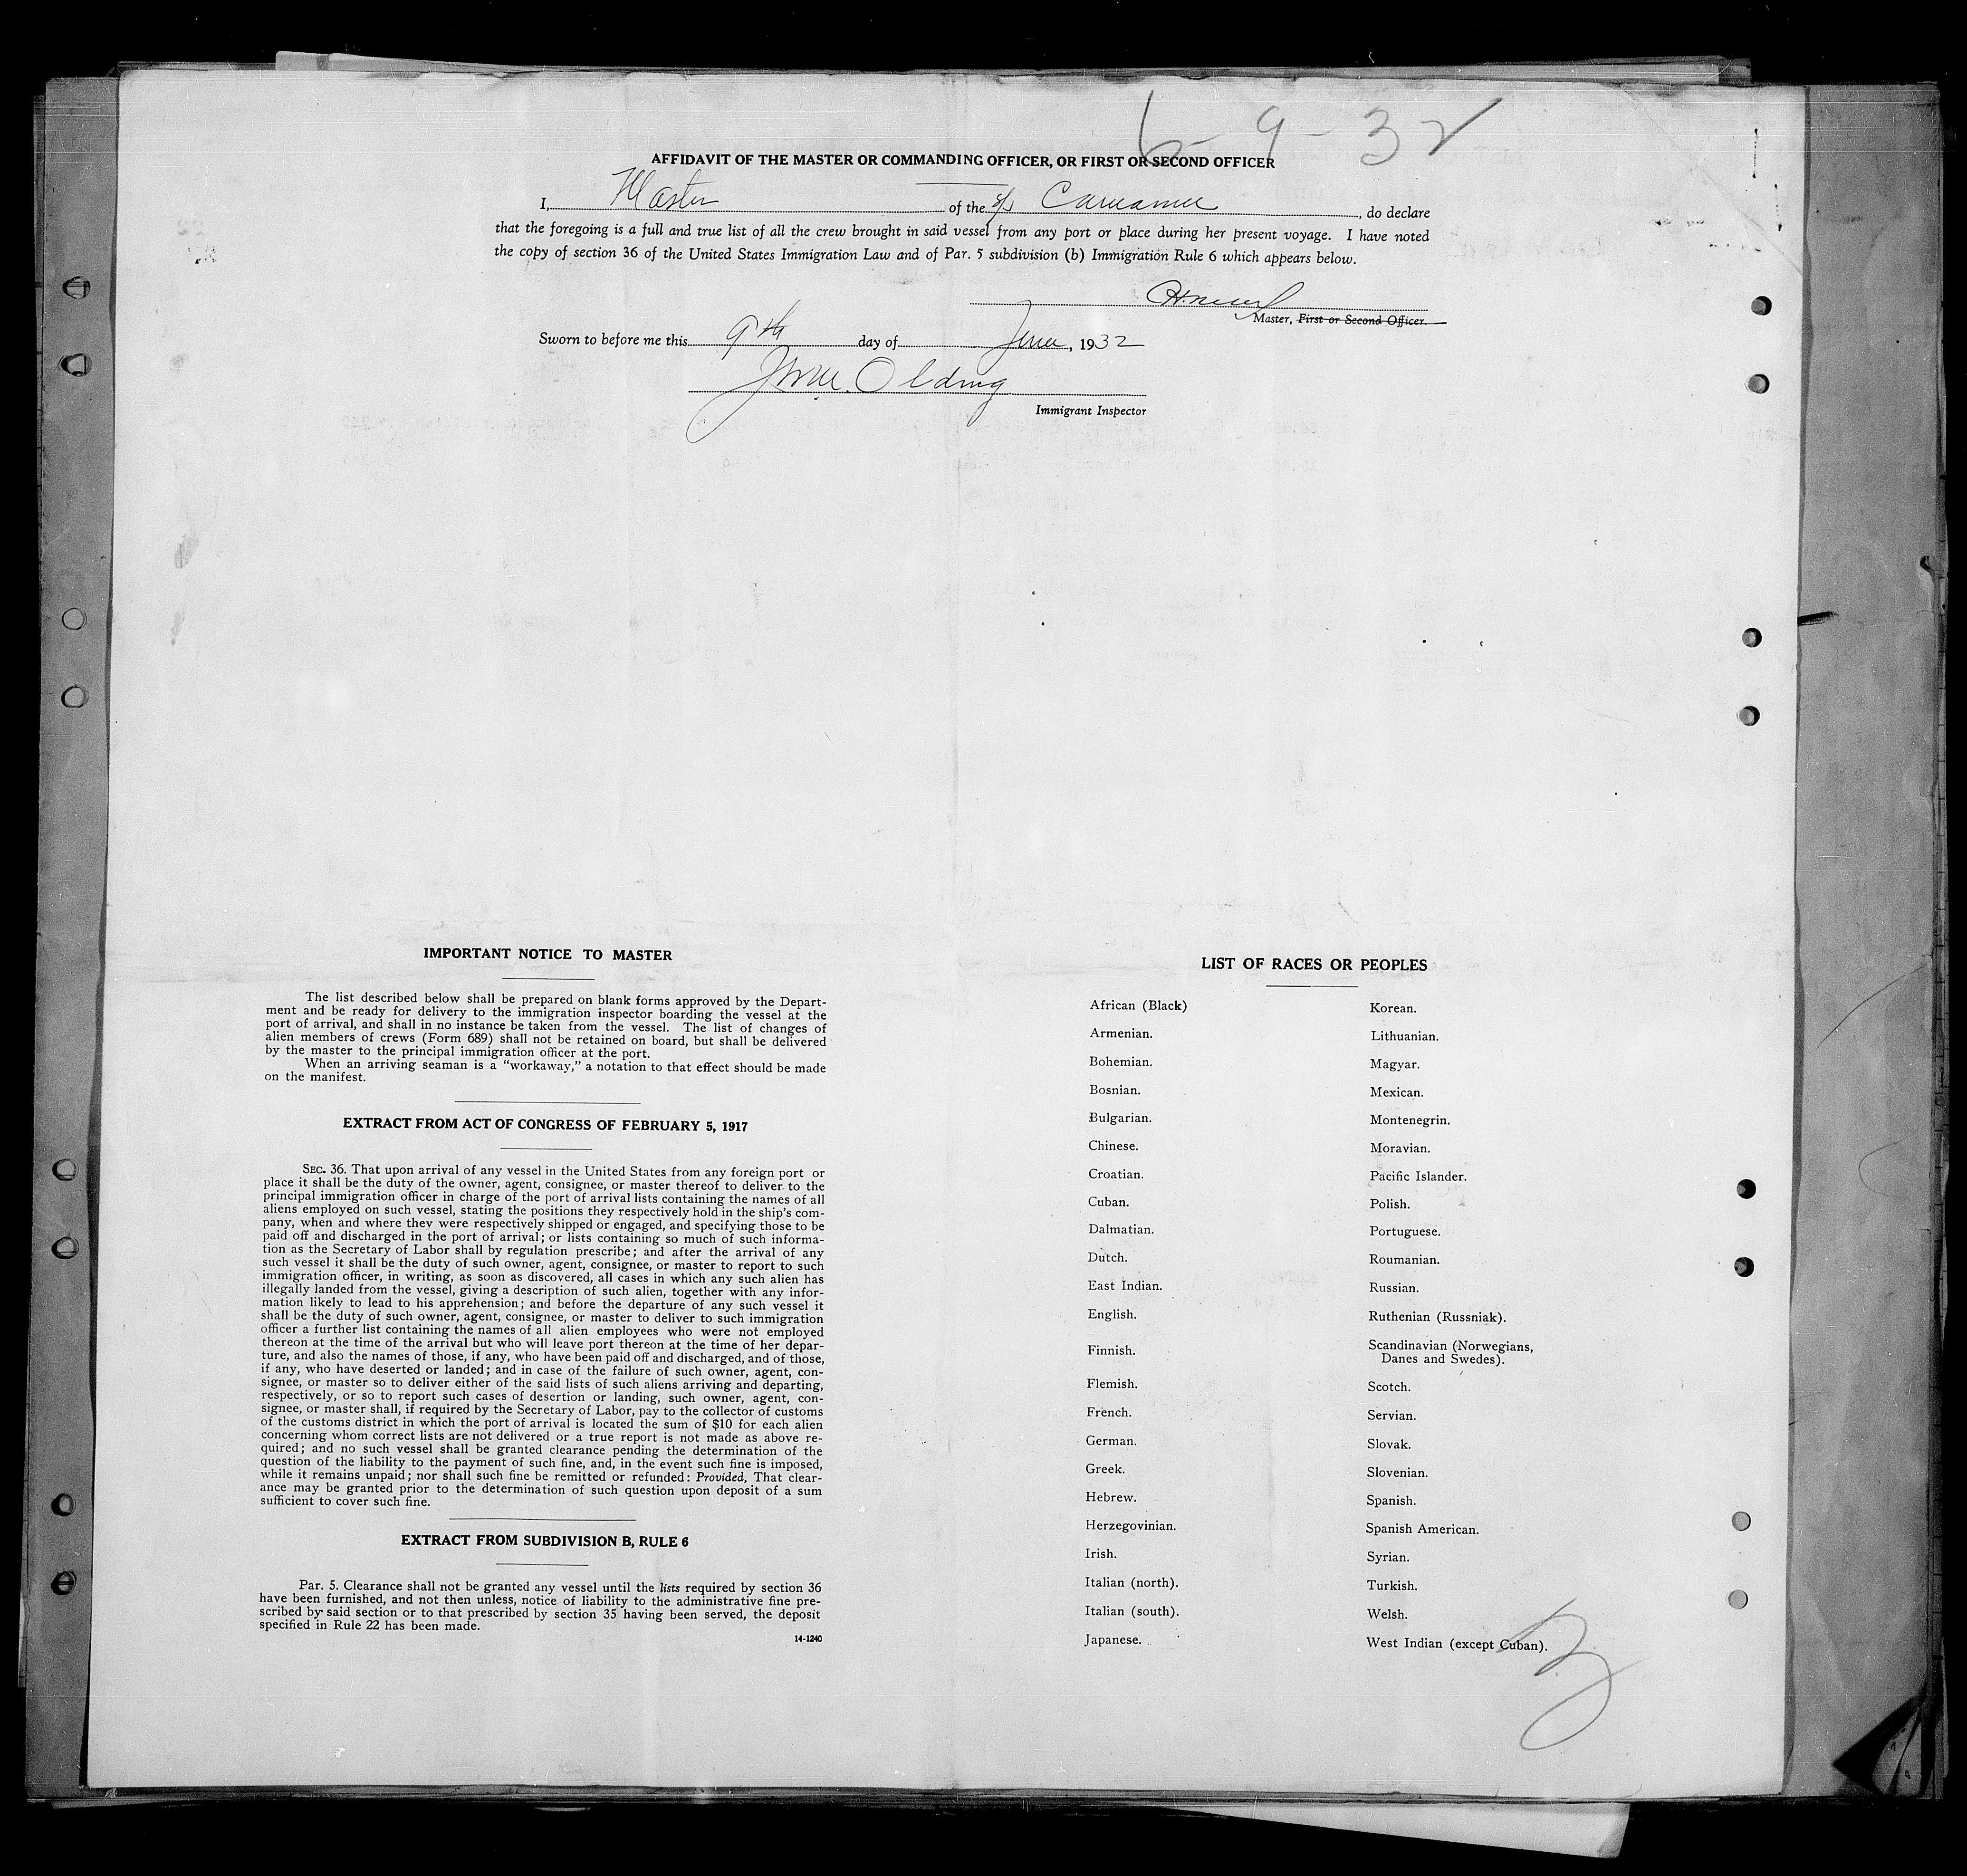 6-9-32
AFFIDAVIT OF THE MASTER OR COMMANDING OFFICER, OR FIRST OR SECOND OFFICER
I, Master of the , do declare
that the foregoing is a full and true list of all the crew brought in said vessel from any port or place during her present voyage. I have noted
the copy of section 36 of the United States Immigration Law and of Par. 5 subdivision (b) Immigration Rule 6 which appears below.
Master, First or Second Officer.
Sworn to before me this 9th day of June, 1932
Olding
Immigrant Inspector
IMPORTANT NOTICE TO MASTER
The list described below shall be prepared on blank forms approved by the Depart-
ment and be ready for delivery to the immigration inspector boarding the vessel at the
port of arrival, and shall in no instance be taken from the vessel. The list of changes of
alien members of crews (Form 689) shall not be retained on board, but shall be delivered
by the master to the principal immigration officer at the port.
When an arriving seaman is a “workaway,” a notation to that effect should be made
on the manifest.
EXTRACT FROM ACT OF CONGRESS OF FEBRUARY 5, 1917
SEC. 36. That upon arrival of any vessel in the United States from any foreign port or
place it shall be the duty of the owner, agent, consignee, or master thereof to deliver to the
principal immigration officer in charge of the port of arrival lists containing the names of all
aliens employed on such vessel, stating the positions they respectively hold in the ship's com-
pany, when and where they were respectively shipped or engaged, and specifying those to be
paid off and discharged in the port of arrival; or lists containing so much of such informa-
tion as the Secretary of Labor shall by regulation prescribe; and after the arrival of any
such vessel it shall be the duty of such owner, agent, consignee, or master to report to such
immigration officer, in writing, as soon as discovered, all cases in which any such alien has
illegally landed from the vessel, giving a description of such alien, together with any infor-
mation likely to lead to his apprehension; and before the departure of any such vessel it
shall be the duty of such owner, agent, consignee, or master to deliver to such immigration
officer a further list containing the names of all alien employees who were not employed
thereon at the time of the arrival but who will leave port thereon at the time of her depar-
ture, and also the names of those, if any, who have been paid off and discharged, and of those,
if any, who have deserted or landed; and in case of the failure of such owner, agent, con-
signee, or master so to deliver either of the said lists of such aliens arriving and departing,
respectively, or so to report such cases of desertion or landing, such owner, agent, con-
signee, or master shall, if required by the Secretary of Labor, pay to the collector of customs
of the customs district in which the port of arrival is located the sum of $10 for each alien
concerning whom correct lists are not delivered or a true report is not made as above re-
quired; and no such vessel shall be granted clearance pending the determination of the
question of the liability to the payment of such fine, and, in the event such fine is imposed,
while it remains unpaid; nor shall such fine be remitted or refunded: Provided, That clear-
ance may be granted prior to the determination of such question upon deposit of a sum
sufficient to cover such fine.
EXTRACT FROM SUBDIVISION B, RULE 6
Par. 5. Clearance shall not be granted any vessel until the lists required by section 36
have been furnished, and not then unless, notice of liability to the administrative fine pre-
scribed by said section or to that prescribed by section 35 having been served, the deposit
specified in Rule 22 has been made.
14-1240
LIST OF RACES OR PEOPLES
African (Black)
Armenian.
Bohemian.
Bosnian.
Bulgarian.
Chinese.
Croatian.
Cuban.
Dalmatian.
Dutch.
East Indian.
English.
Finnish.
Flemish.
French.
German.
Greek.
Hebrew.
Herzegovinian.
Irish.
Italian (north).
Italian (south).
Japanese.
Korean.
Lithuanian.
Magyar.
Mexican.
Montenegrin.
Moravian.
Pacific Islander.
Polish.
Portuguese.
Roumanian.
Russian.
Ruthenian (Russniak).
Scandinavian (Norwegians,
Danes and Swedes).
Scotch.
Servian.
Slovak.
Slovenian.
Spanish.
Spanish American.
Syrian.
Turkish.
Welsh.
West Indian (except Cuban).